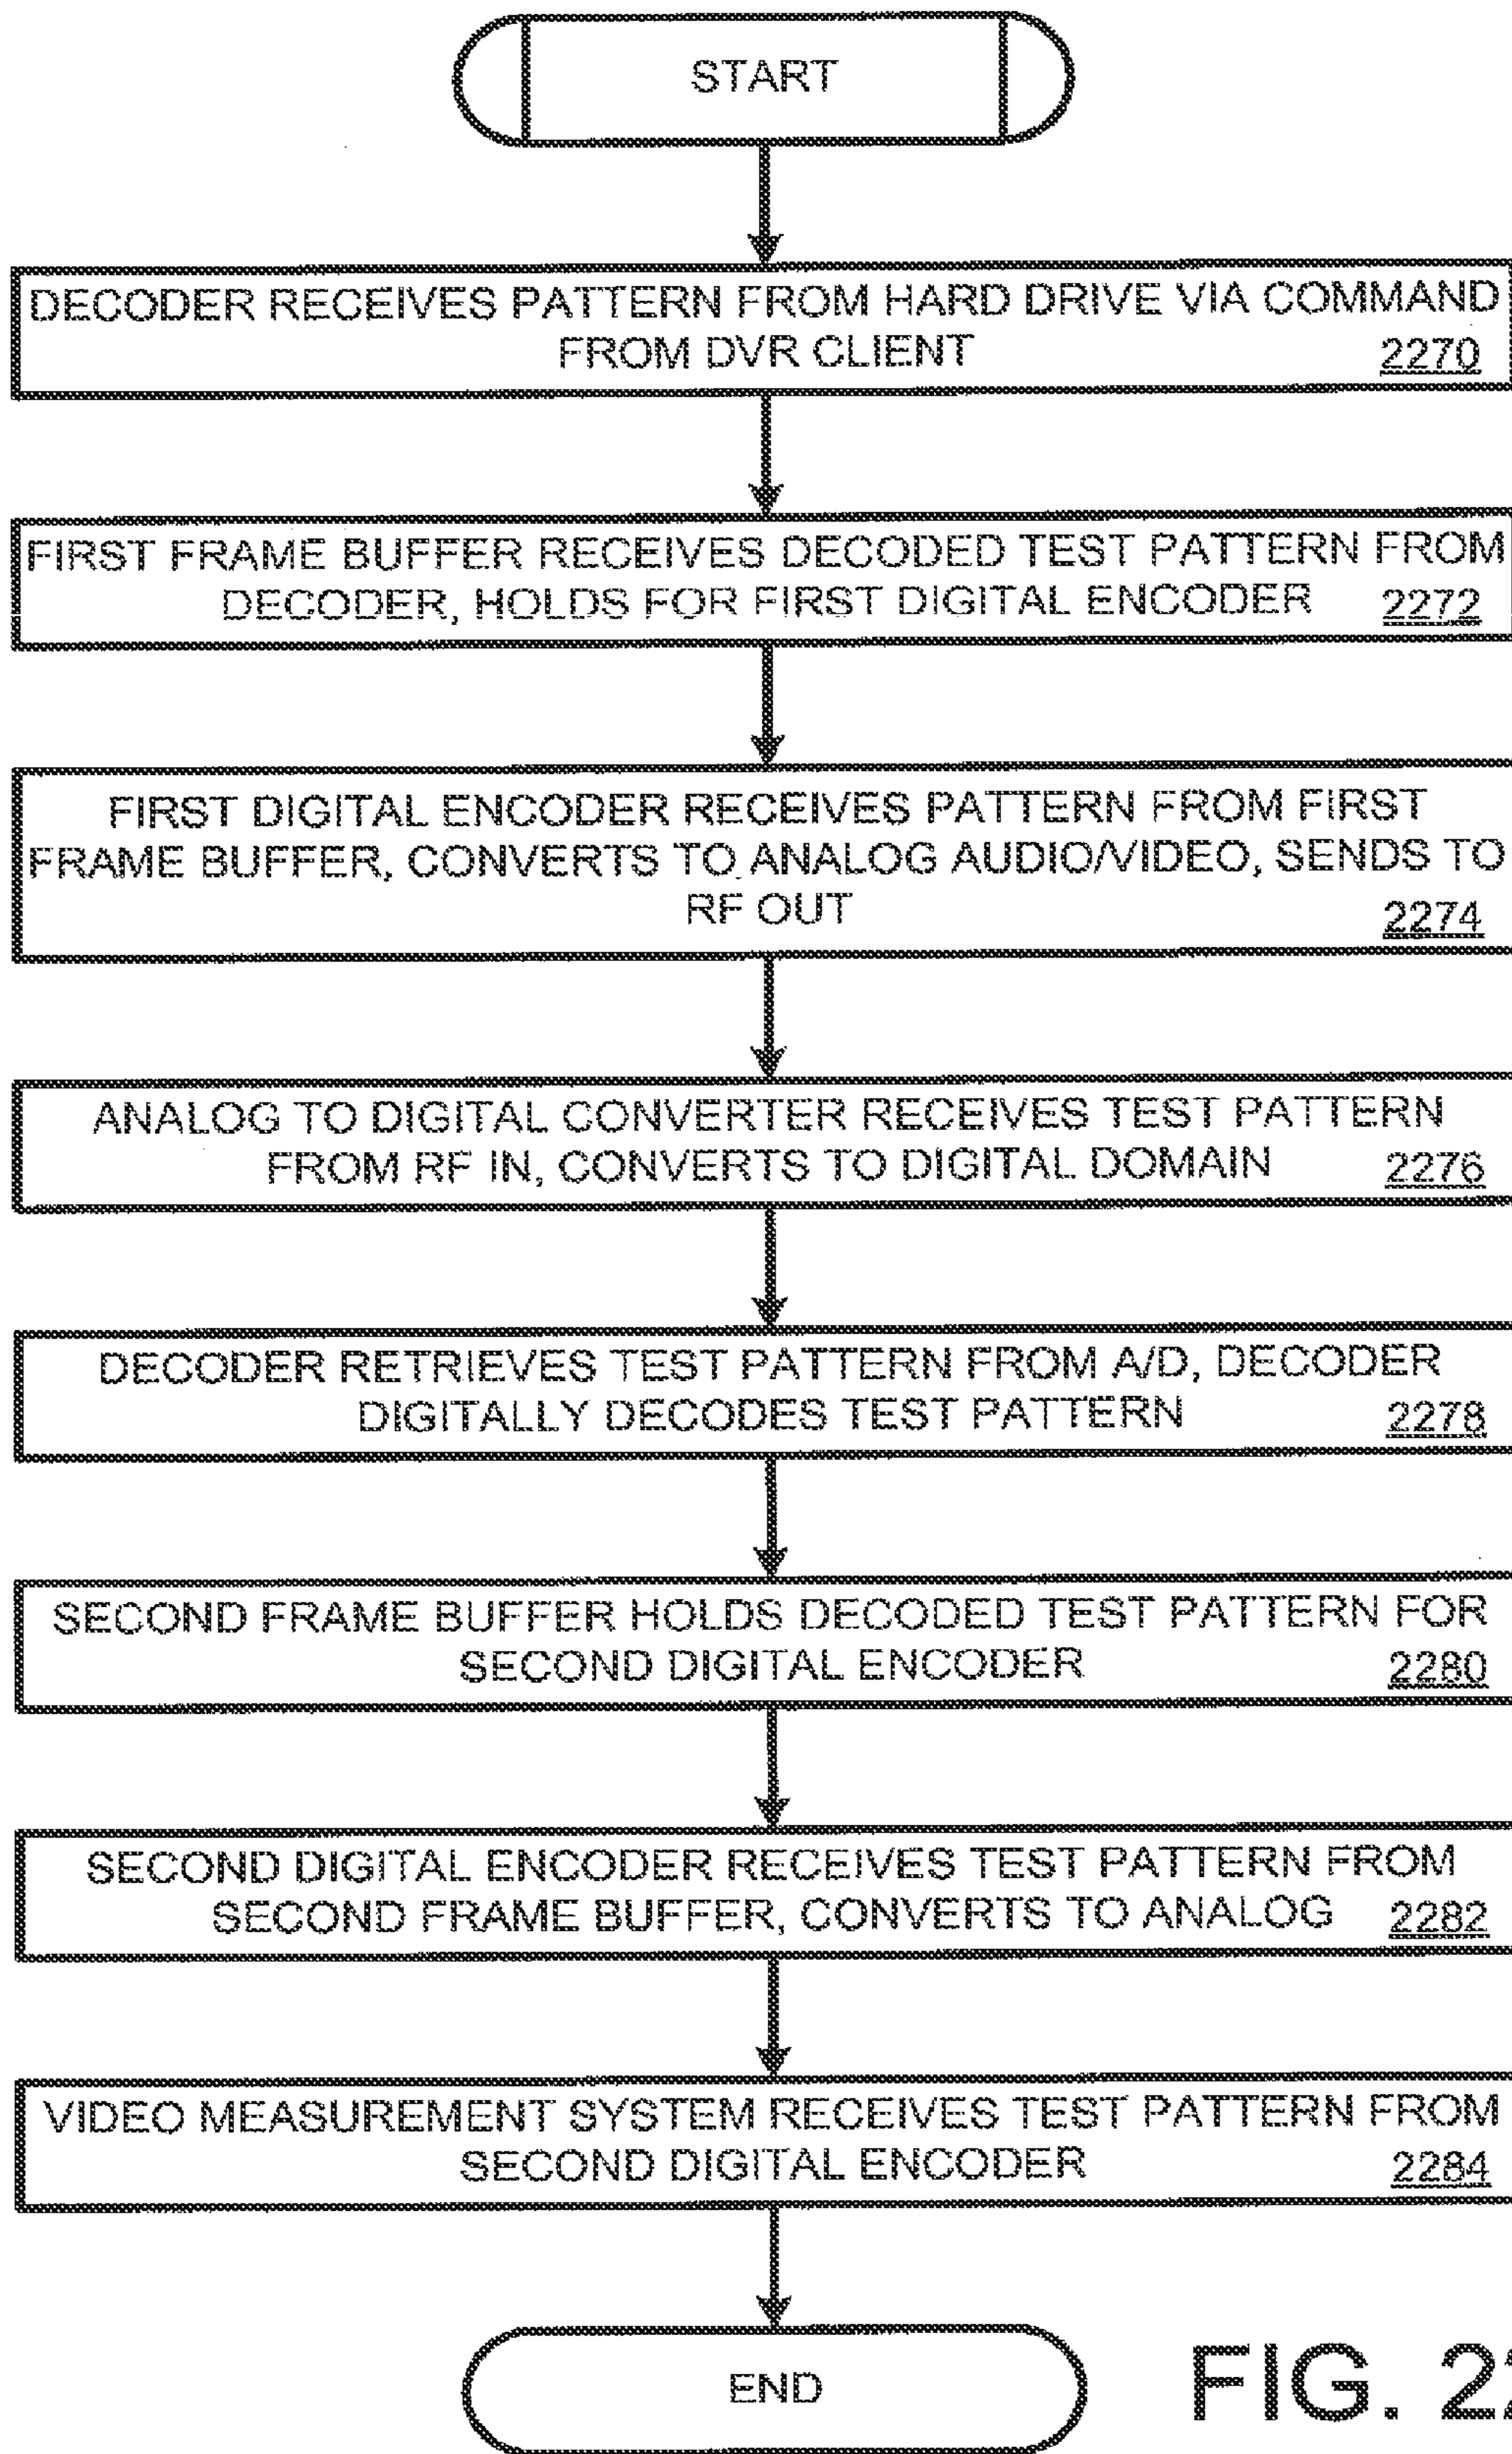 START
DECODER RECEIVES PATTERN FROM HARD DRIVE VIA COMMAND
FROM DVR CLIENT 2270
FIRST FRAME BUFFER RECEIVES DECODED TEST PATTERN FROM
DECODER, HOLDS FOR FIRST DIGITAL ENCODER 2272
FIRST DIGITAL ENCODER RECEIVES PATTERN FROM FIRST
FRAME BUFFER, CONVERTS TO ANALOG AUDIO/VIDEO, SENDS TO
RF OUT 2274
ANALOG TO DIGITAL CONVERTER RECEIVES TEST PATTERN
FROM RF IN, CONVERTS TO DIGITAL DOMAIN 2276
DECODER RETRIEVES TEST PATTERN FROM A/D, DECODER
DIGITALLY DECODES TEST PATTERN 2278
SECOND FRAME BUFFER HOLDS DECODED TEST PATTERN FOR
SECOND DIGITAL ENCODER 2280
SECOND DIGITAL ENCODER RECEIVES TEST PATTERN FROM
SECOND FRAME BUFFER, CONVERTS TO ANALOG 2282
VIDEO MEASUREMENT SYSTEM RECEIVES TEST PATTERN FROM
SECOND DIGITAL ENCODER 2284
END
FIG. 22